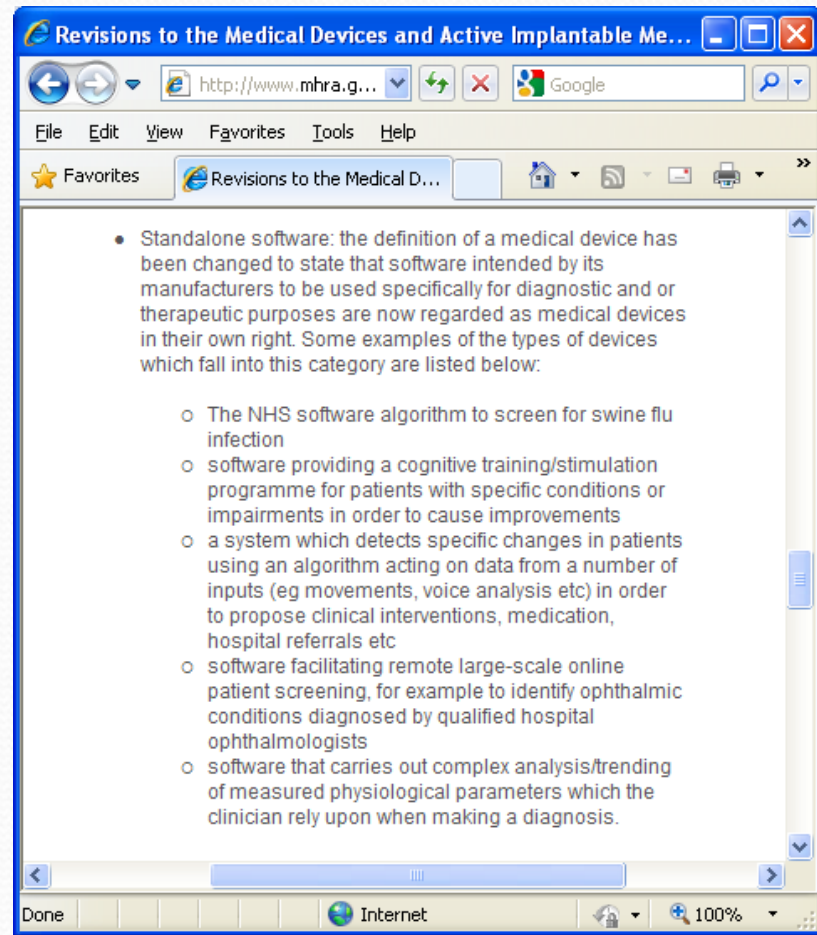 Revisions to the Medical Devices and Active Implantable Me...
http://www.mhra.g...
Google
File Edit View Favorites Tools Help
Favorites
Revisions to the Medical D...
»
• Standalone software: the definition of a medical device has
been changed to state that software intended by its
manufacturers to be used specifically for diagnostic and or
therapeutic purposes are now regarded as medical devices
in their own right. Some examples of the types of devices
which fall into this category are listed below:
○ The NHS software algorithm to screen for swine flu
infection
○ software providing a cognitive training/stimulation
programme for patients with specific conditions or
impairments in order to cause improvements
○ a system which detects specific changes in patients
using an algorithm acting on data from a number of
inputs (eg movements, voice analysis etc) in order
to propose clinical interventions, medication,
hospital referrals etc
○ software facilitating remote large-scale online
patient screening, for example to identify ophthalmic
conditions diagnosed by qualified hospital
ophthalmologists
○ software that carries out complex analysis/trending
of measured physiological parameters which the
clinician rely upon when making a diagnosis.
Done
Internet
100%